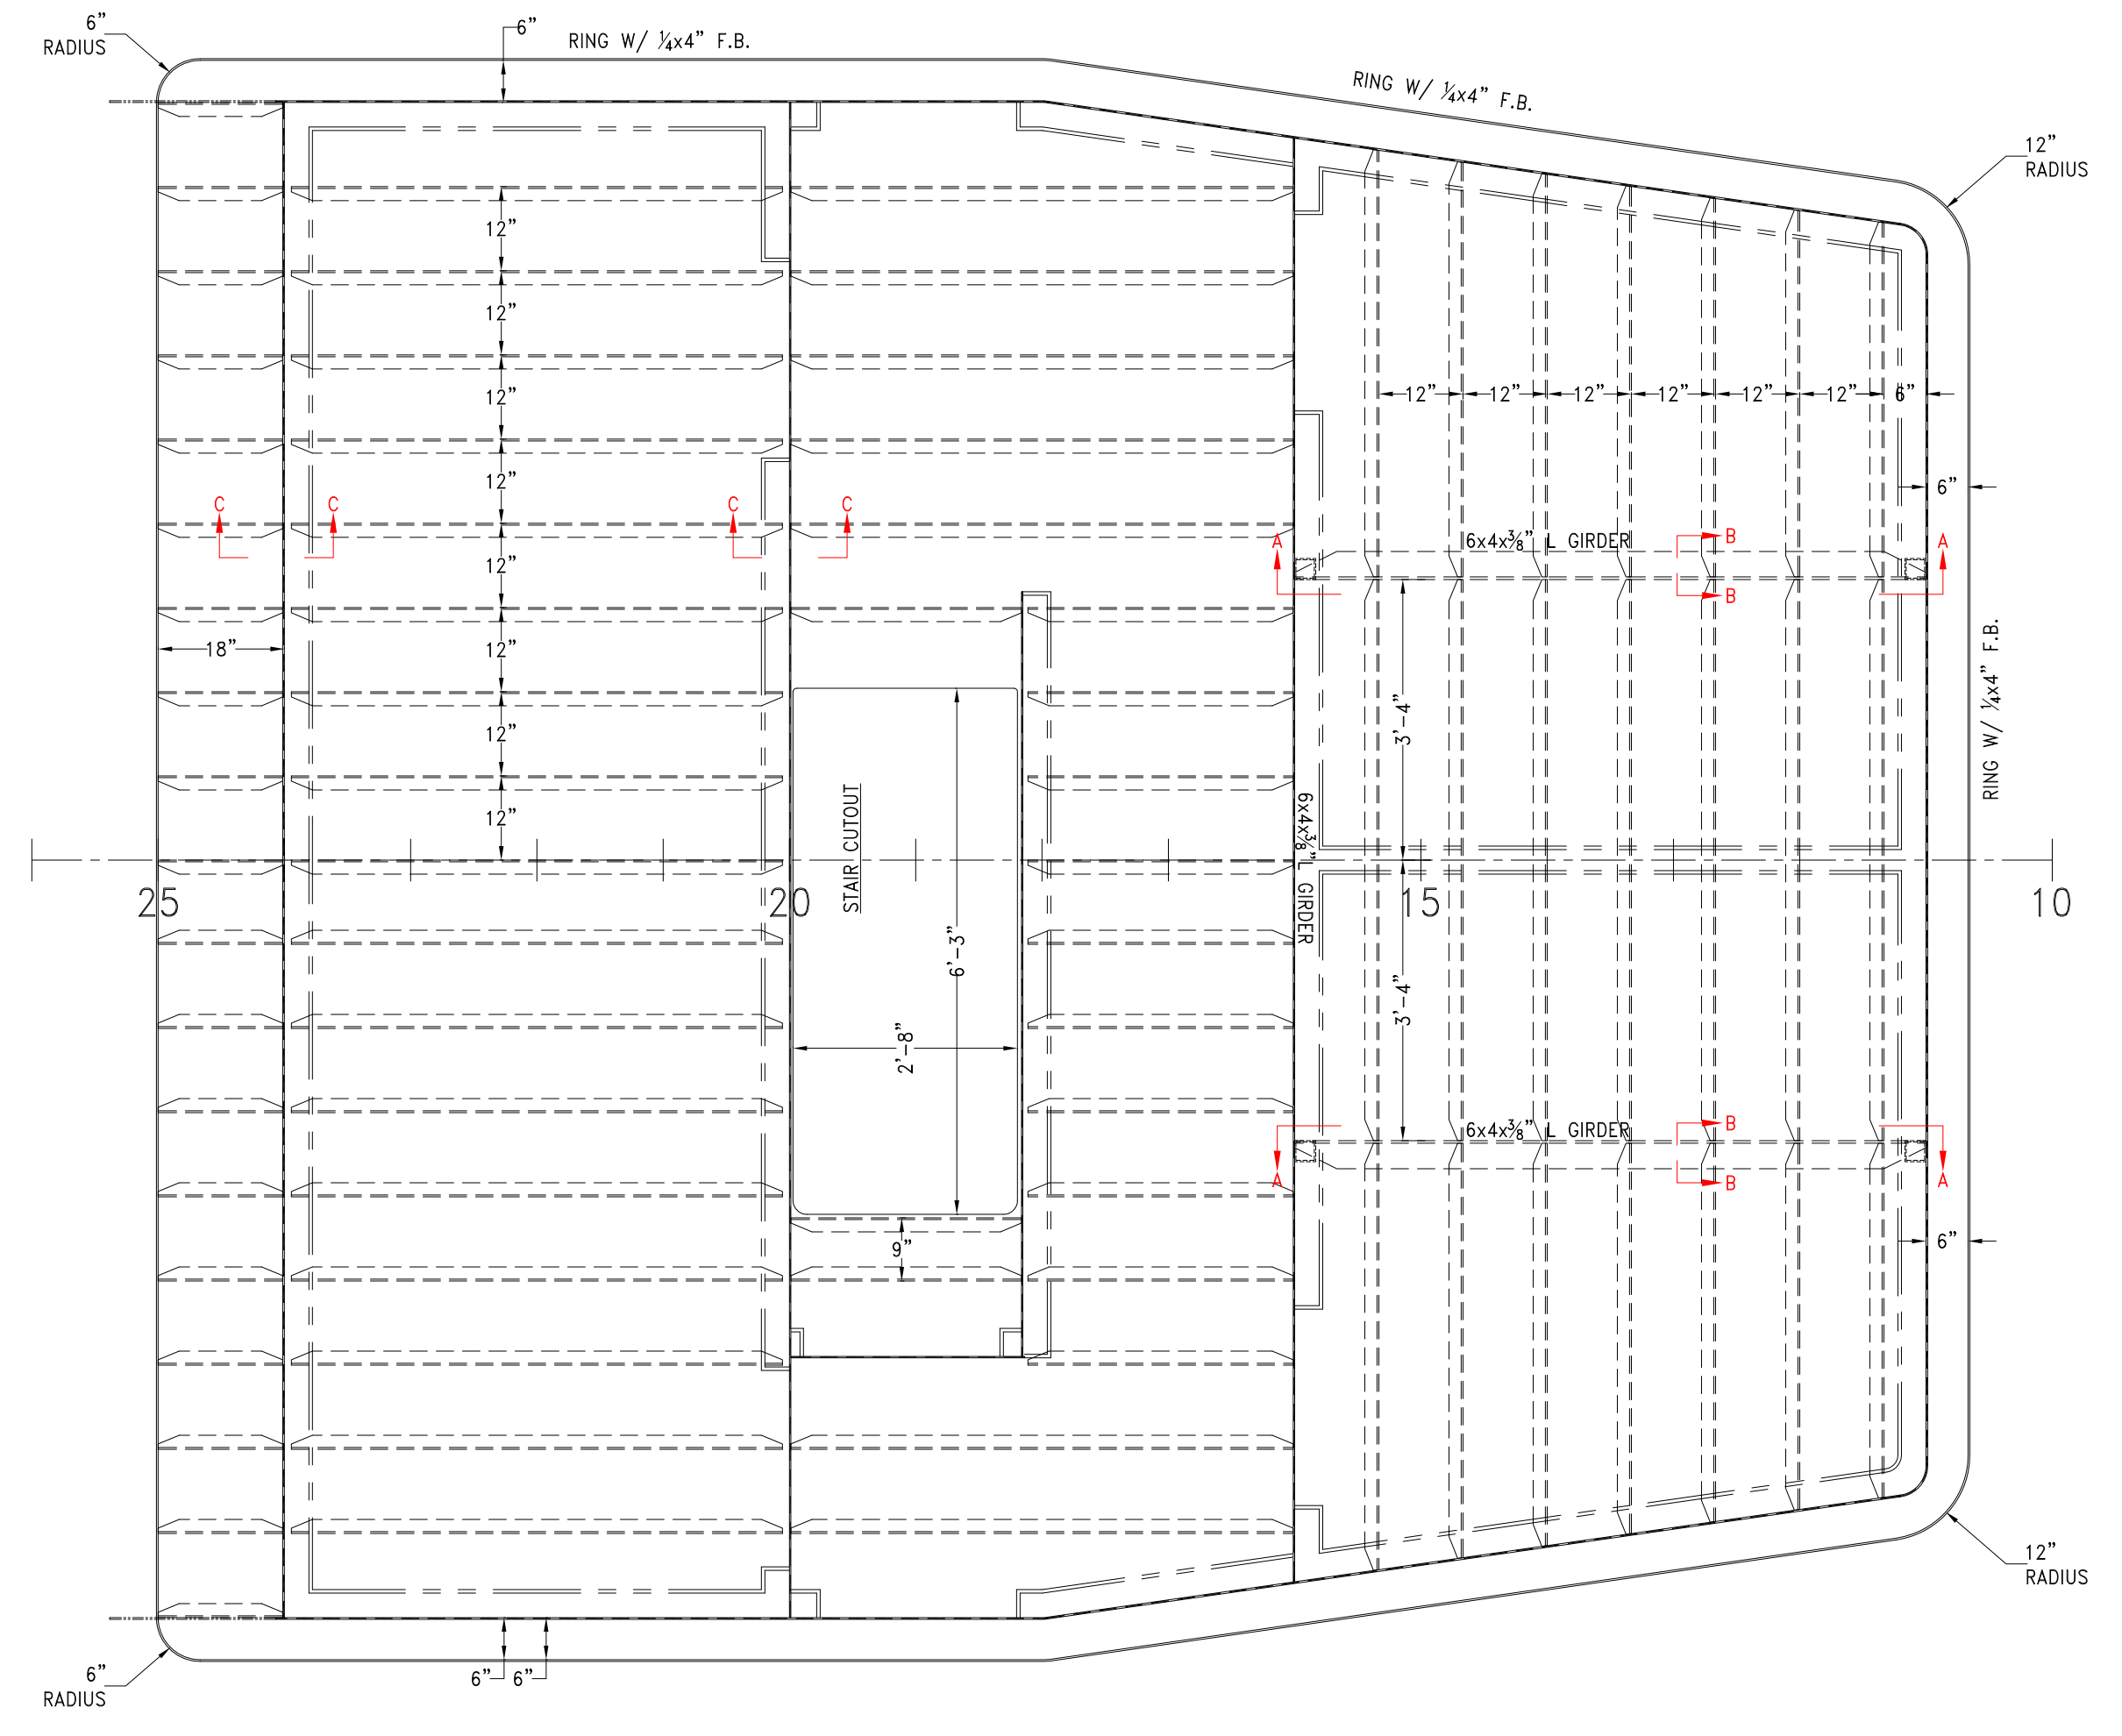 6"
RADIUS
6"
RING W/ ¼x4" F.B.
RING W/ ¼x4" F.B.
12"
RADIUS
12"
12"
12"
12"
12"
12"
12"
12"
12"
12"
12"
12"
12"
12"
6"
6"
C
C
C
C
A
6x4x⅜" L GIRDER
B
A
B
18"
3'-4"
RING W/ ¼x4" F.B.
STAIR CUTOUT
6x4x⅜"L GIRDER
25
20
15
10
6'-3"
2'-8"
3'-4"
6x4x⅜" L GIRDER
B
A
B
A
9"
6"
12"
RADIUS
6"
RADIUS
6"
6"